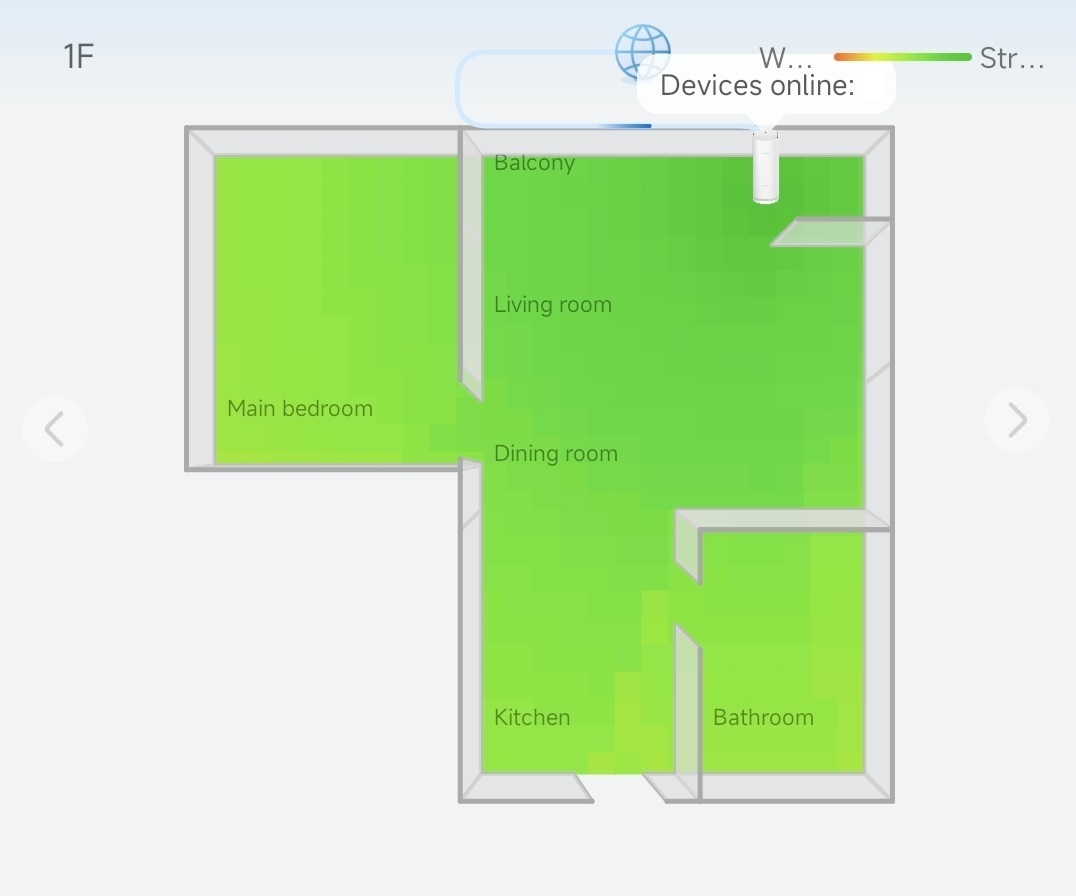 1F
W...
Str...
Devices online:
Balcony
Living room
Main bedroom
Dining room
Kitchen
Bathroom